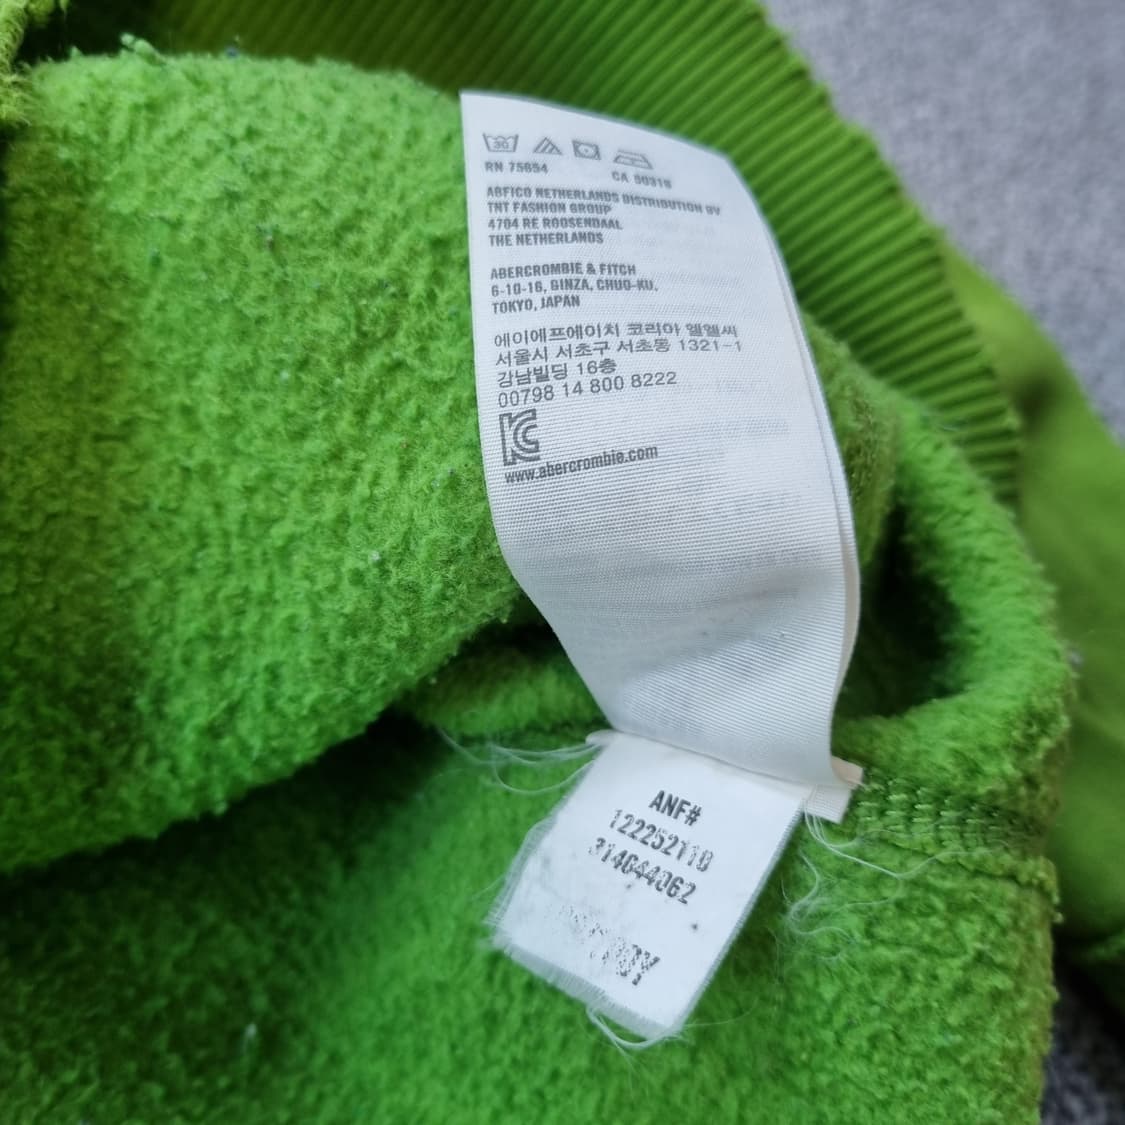 30
RN 75654 CA 50318
ABFICO NETHERLANDS DISTRIBUTION BV
TNT FASHION GROUP
4704 RE ROOSENDAAL
THE NETHERLANDS
ABERCROMBIE & FITCH
6-10-16, GINZA, CHUO-KU,
TOKYO, JAPAN
에이에프에이치 코리아 엘엘씨
서울시 서초구 서초동 1321-1
강남빌딩 16층
00798 14 800 8222
KC
www.abercrombie.com
ANF#
122252110
314644062